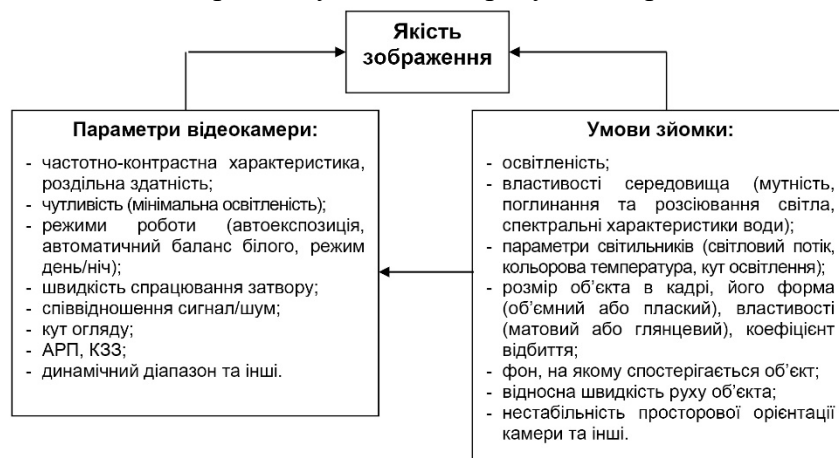 Якість
зображення
Параметри відеокамери:
- частотно-контрастна характеристика,
роздільна здатність;
- чутливість (мінімальна освітленість);
- режими роботи (автоекспозиція,
автоматичний баланс білого, режим
день/ніч);
- швидкість спрацювання затвору;
- співвідношення сигнал/шум;
- кут огляду;
- АРП, КЗЗ;
- динамічний діапазон та інші.
Умови зйомки:
- освітленість;
- властивості середовища (мутність,
поглинання та розсіювання світла,
спектральні характеристики води);
- параметри світильників (світловий потік,
кольорова температура, кут освітлення);
- розмір об’єкта в кадрі, його форма
(об’ємний або плаский), властивості
(матовий або глянцевий), коефіцієнт
відбиття;
- фон, на якому спостерігається об’єкт;
- відносна швидкість руху об’єкта;
- нестабільність просторової орієнтації
камери та інші.